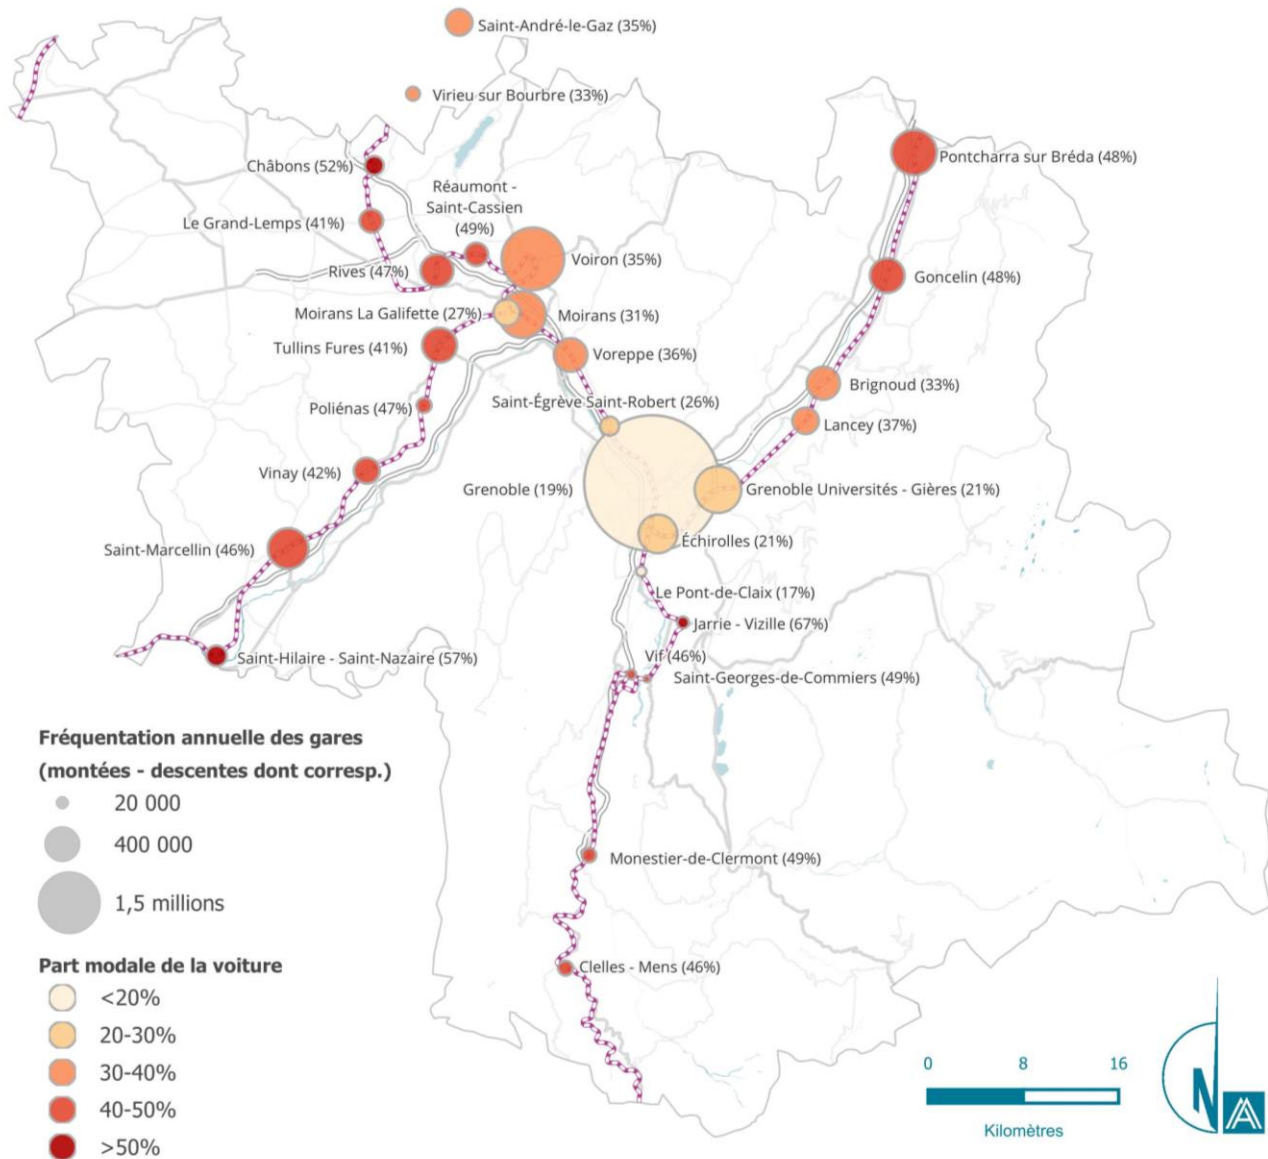 Saint-André-le-Gaz (35%)
Virieu sur Bourbre (33%)
Châbons (52%)
Pontcharra sur Bréda (48%)
Réaumont -
Saint-Cassien
(49%)
Le Grand-Lemps (41%)
Rives (47%)
Voiron (35%)
Goncelin (48%)
Moirans La Galifette (27%)
Moirans (31%)
Tullins Fures (41%)
Voreppe (36%)
Brignoud (33%)
Saint-Égrève Saint-Robert (26%)
Poliénas (47%)
Lancey (37%)
Vinay (42%)
Grenoble (19%)
Grenoble Universités - Gières (21%)
Saint-Marcellin (46%)
Échirolles (21%)
Le Pont-de-Claix (17%)
Jarrie - Vizille (67%)
Saint-Hilaire - Saint-Nazaire (57%)
Vif (46%)
Saint-Georges-de-Commiers (49%)
Fréquentation annuelle des gares
(montées - descentes dont corresp.)
20 000
400 000
1,5 millions
Monestier-de-Clermont (49%)
Clelles - Mens (46%)
Part modale de la voiture
<20%
20-30%
30-40%
40-50%
>50%
0 8 16
Kilomètres
N